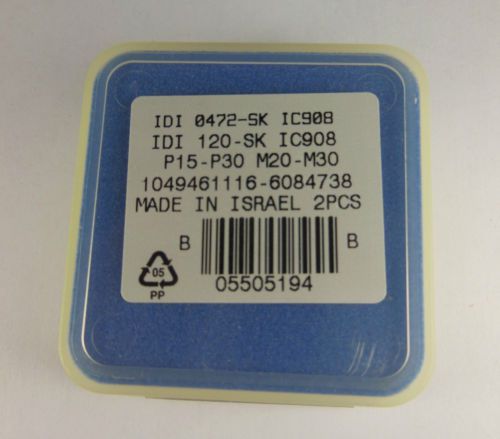 IDI 0472-SK IC908
IDI 120-SK IC908
P15-P30 M20-M30
1049461116-6084738
MADE IN ISRAEL 2PCS
B B
05505194
05
PP